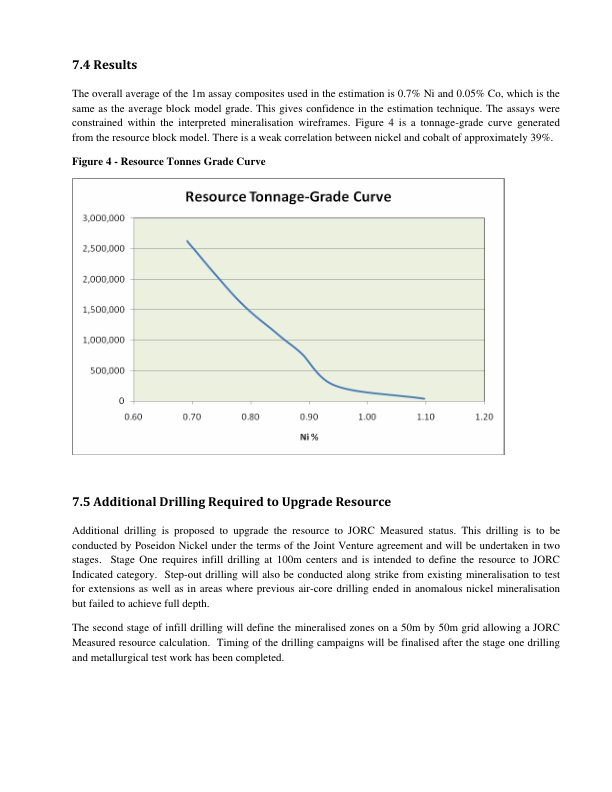 7.4 Results
The overall average of the 1m assay composites used in the estimation is 0.7% Ni and 0.05% Co, which is the
same as the average block model grade. This gives confidence in the estimation technique. The assays were
constrained within the interpreted mineralisation wireframes. Figure 4 is a tonnage-grade curve generated
from the resource block model. There is a weak correlation between nickel and cobalt of approximately 39%.
Figure 4 - Resource Tonnes Grade Curve
Resource Tonnage-Grade Curve
3,000,000
2,500,000
2,000,000
1,500,000
1,000,000
500,000
0
0.60 0.70 0.80 0.90 1.00 1.10 1.20
Ni %
7.5 Additional Drilling Required to Upgrade Resource
Additional drilling is proposed to upgrade the resource to JORC Measured status. This drilling is to be
conducted by Poseidon Nickel under the terms of the Joint Venture agreement and will be undertaken in two
stages. Stage One requires infill drilling at 100m centers and is intended to define the resource to JORC
Indicated category. Step-out drilling will also be conducted along strike from existing mineralisation to test
for extensions as well as in areas where previous air-core drilling ended in anomalous nickel mineralisation
but failed to achieve full depth.
The second stage of infill drilling will define the mineralised zones on a 50m by 50m grid allowing a JORC
Measured resource calculation. Timing of the drilling campaigns will be finalised after the stage one drilling
and metallurgical test work has been completed.